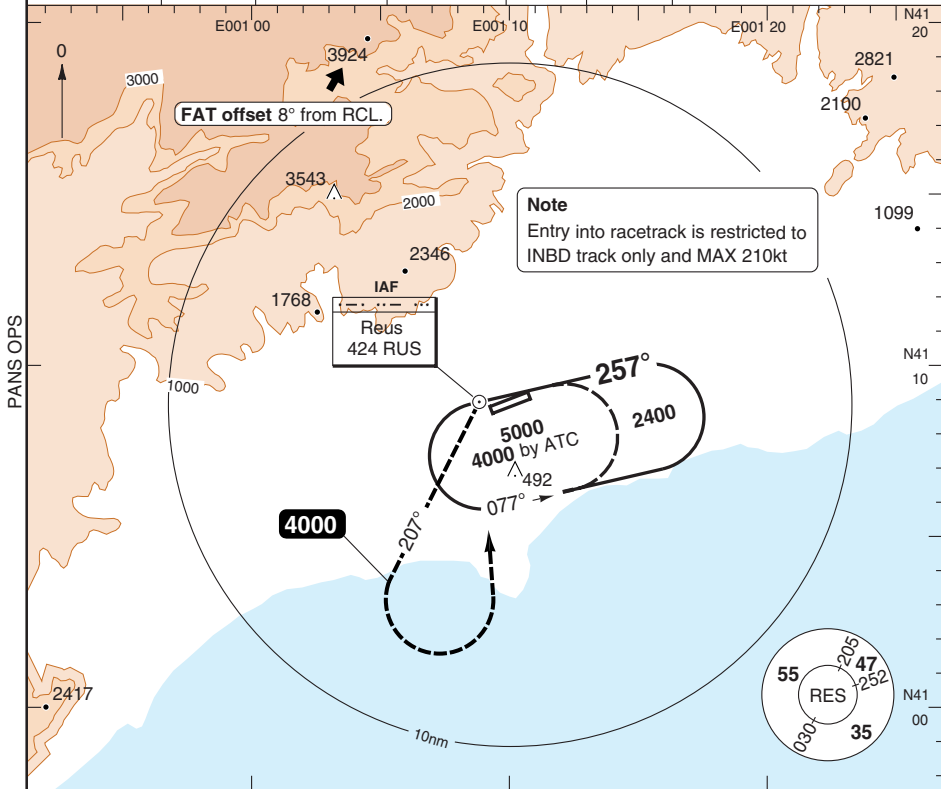 E001 00
E001 10
E001 20
N41
20
0
3924
2821
3000
2100
FAT offset 8° from RCL.
3543
2000
Note
Entry into racetrack is restricted to
INBD track only and MAX 210kt
1099
2346
IAF
1768
Reus
424 RUS
PANS OPS
N41
10
1000
257°
2400
5000
4000 by ATC
492
077°
4000
207°
2417
10nm
205
47
252
55
RES
35
030
N41
00